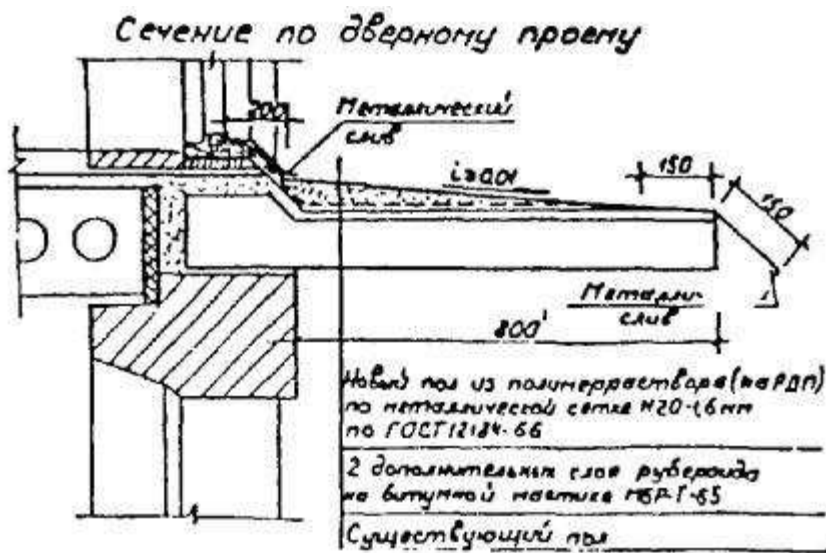 Сечение по дверному проему
200
Металлический
слив
i=0,01
150
150
Металли-
слив
800
Новый пол из полимерраствора (на РДП)
по металлической сетке N20-1,6мм
по ГОСТ 12184-66
2 дополнительных слоя рубероида
на битумной мастике МБР-Г-65
Существующий пол